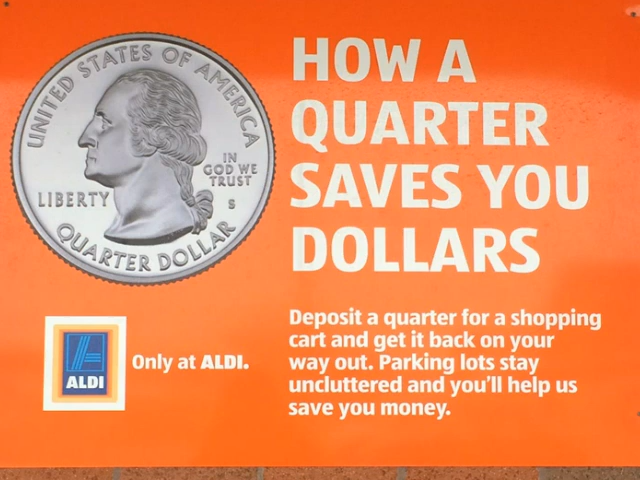 UNITED STATES OF AMERICA
LIBERTY
IN
GOD WE
TRUST
S
QUARTER DOLLAR
HOW A
QUARTER
SAVES YOU
DOLLARS
Deposit a quarter for a shopping
cart and get it back on your
way out. Parking lots stay
uncluttered and you'll help us
save you money.
ALDI
Only at ALDI.